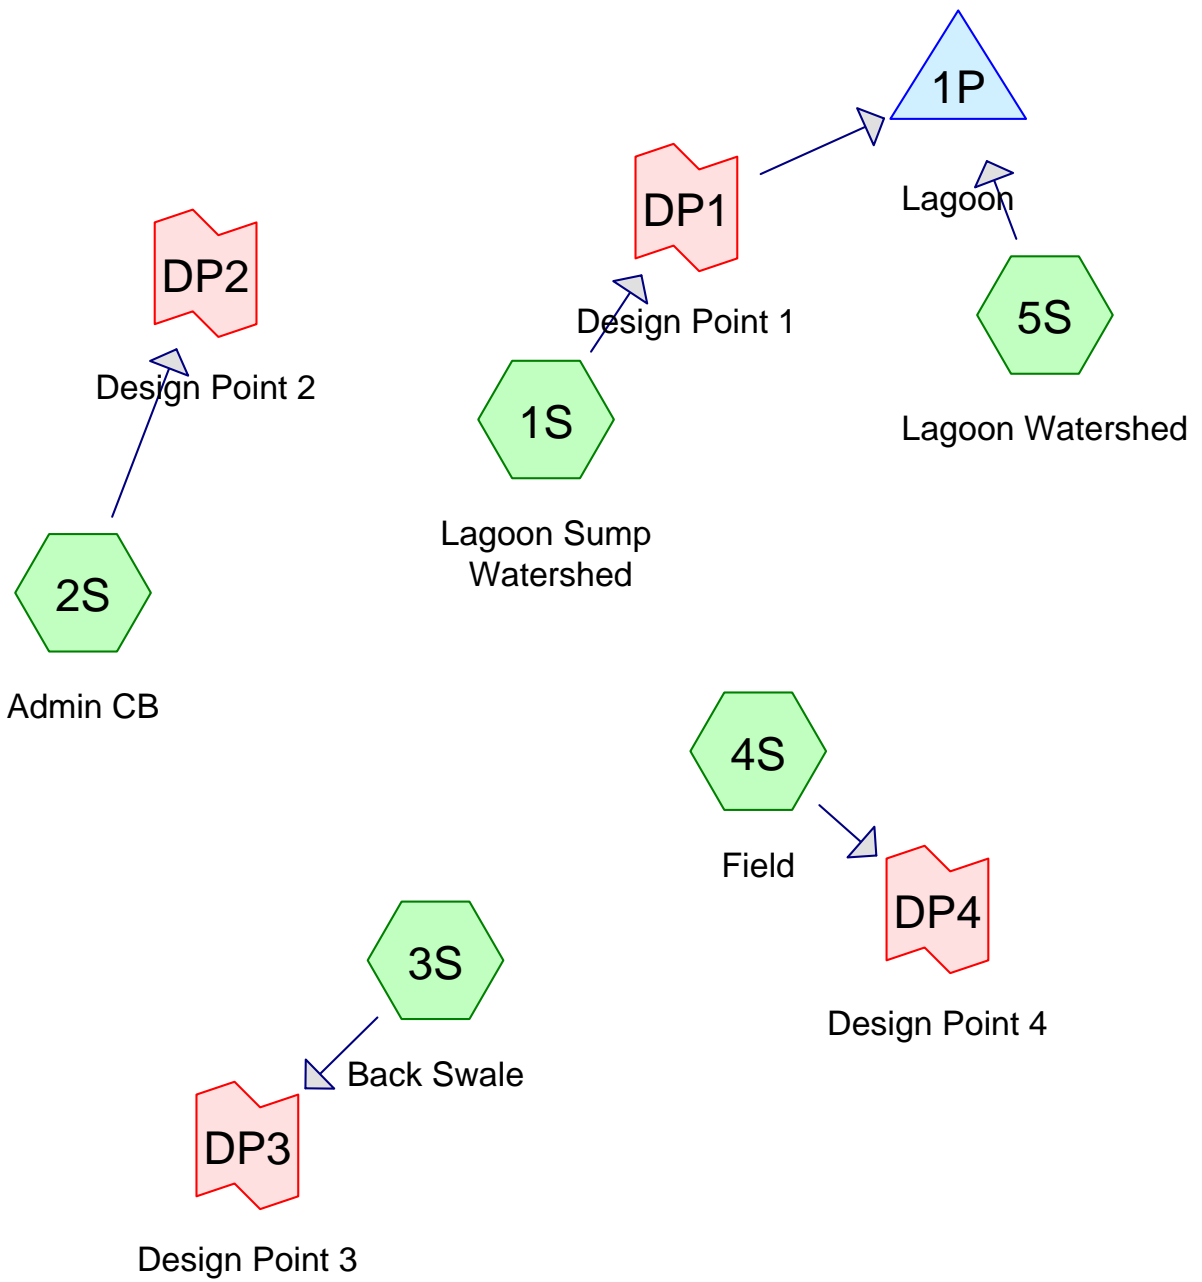 1P
Lagoon
DP1
Design Point 1
DP2
Design Point 2
5S
Lagoon Watershed
1S
Lagoon Sump
Watershed
2S
Admin CB
4S
Field
DP4
Design Point 4
3S
Back Swale
DP3
Design Point 3